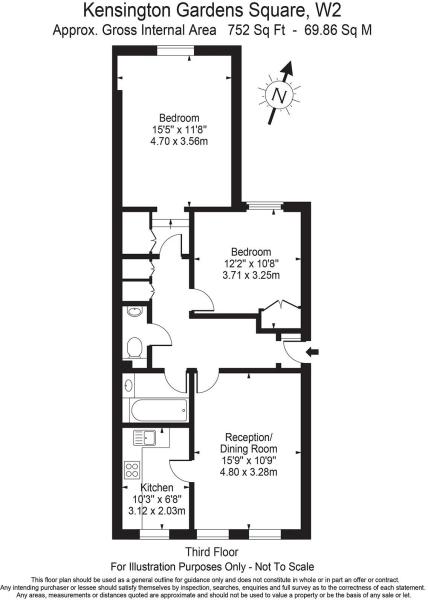 Kensington Gardens Square, W2
Approx. Gross Internal Area 752 Sq Ft - 69.86 Sq M
N
Bedroom
15'5" x 11'8"
4.70 x 3.56m
Bedroom
12'2" x 10'8"
3.71 x 3.25m
Reception/
Dining Room
15'9" x 10'9"
4.80 x 3.28m
Kitchen
10'3" x 6'8"
3.12 x 2.03m
Third Floor
For Illustration Purposes Only - Not To Scale
This floor plan should be used as a general outline for guidance only and does not constitute in whole or in part an offer or contract.
Any intending purchaser or lessee should satisfy themselves by inspection, searches, enquiries and full survey as to the correctness of each statement.
Any areas, measurements or distances quoted are approximate and should not be used to value a property or be the basis of any sale or let.